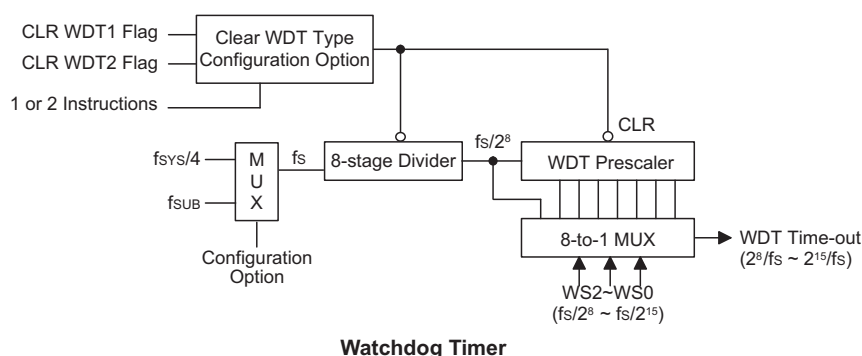 CLR WDT1 Flag
CLR WDT2 Flag
1 or 2 Instructions
Clear WDT Type
Configuration Option
CLR
fSYS/4
fSUB
M
U
X
fS
8-stage Divider
fS/2⁸
WDT Prescaler
Configuration
Option
8-to-1 MUX
WDT Time-out
(2⁸/fS ~ 2¹⁵/fS)
WS2~WS0
(fS/2⁸ ~ fS/2¹⁵)
Watchdog Timer